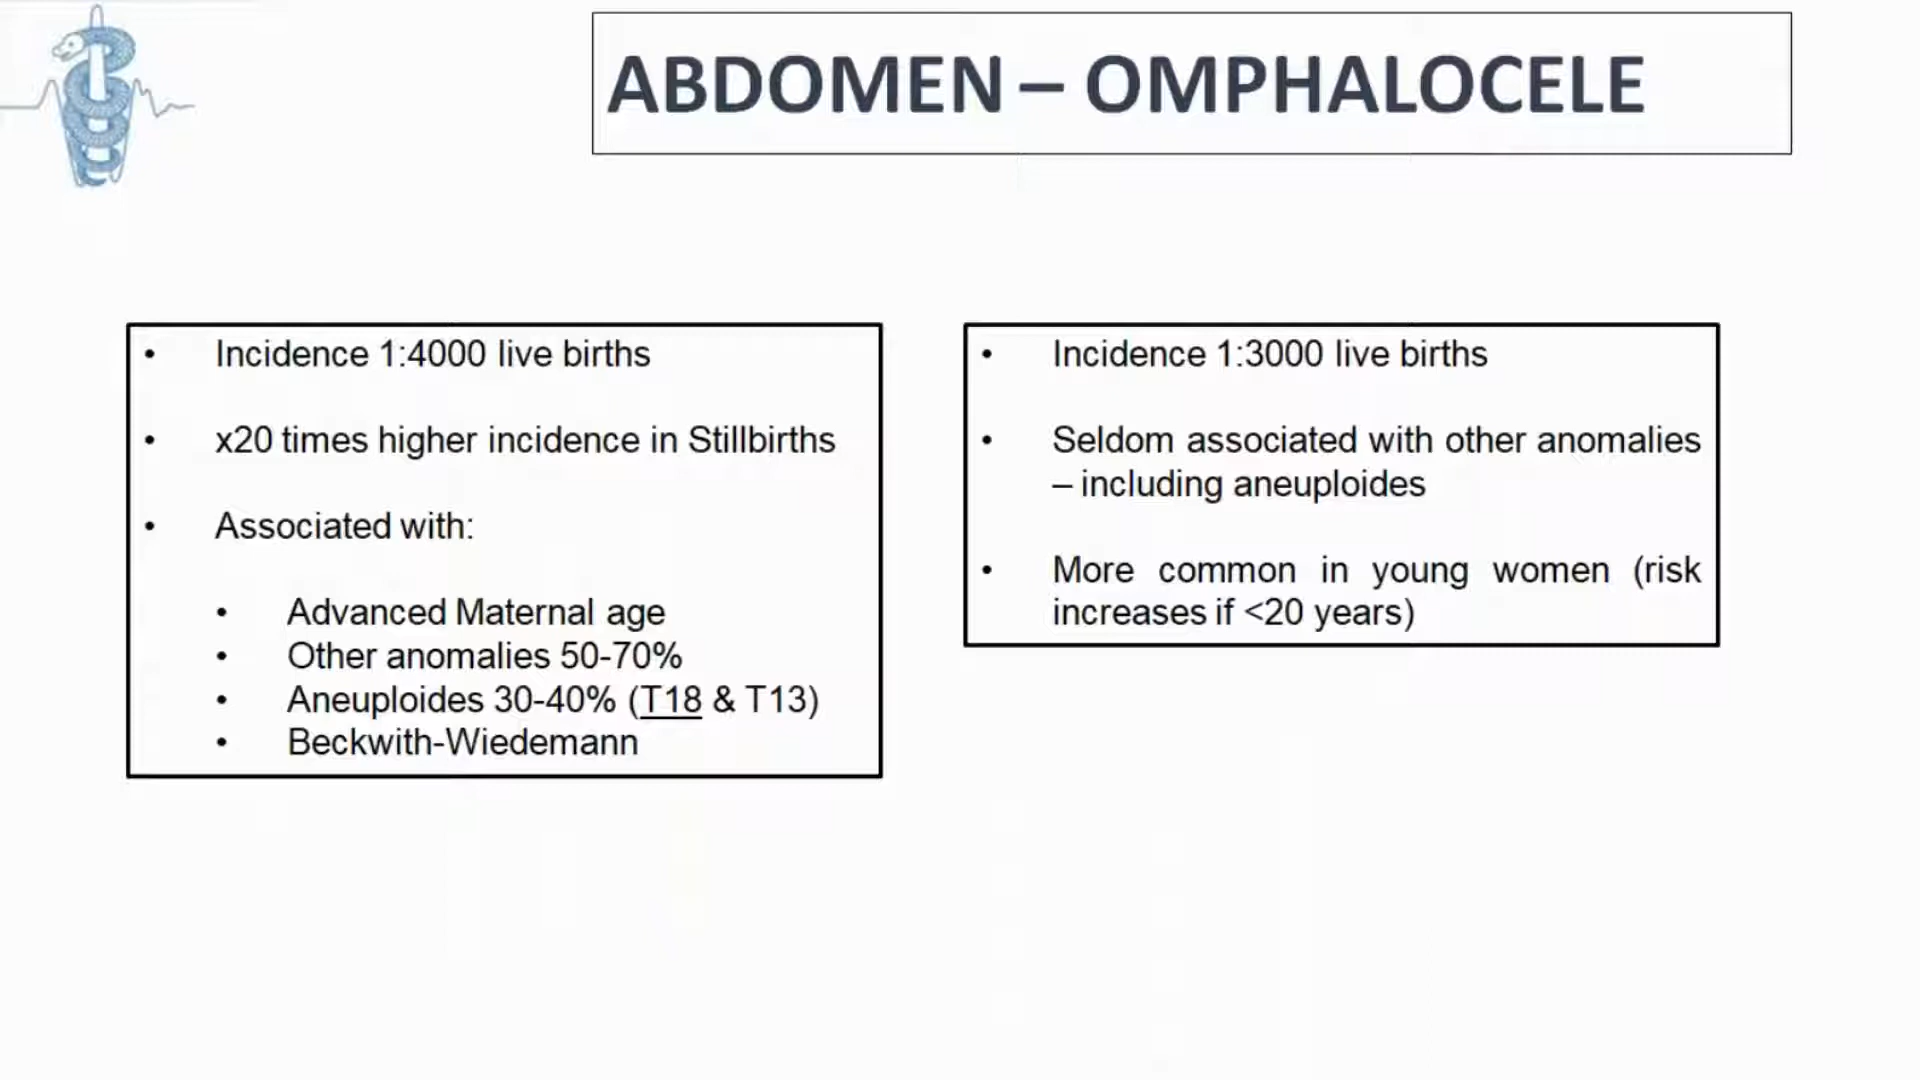 ABDOMEN – OMPHALOCELE
• Incidence 1:4000 live births
• x20 times higher incidence in Stillbirths
• Associated with:
• Advanced Maternal age
• Other anomalies 50-70%
• Aneuploides 30-40% (T18 & T13)
• Beckwith-Wiedemann
• Incidence 1:3000 live births
• Seldom associated with other anomalies
– including aneuploides
• More common in young women (risk
increases if <20 years)